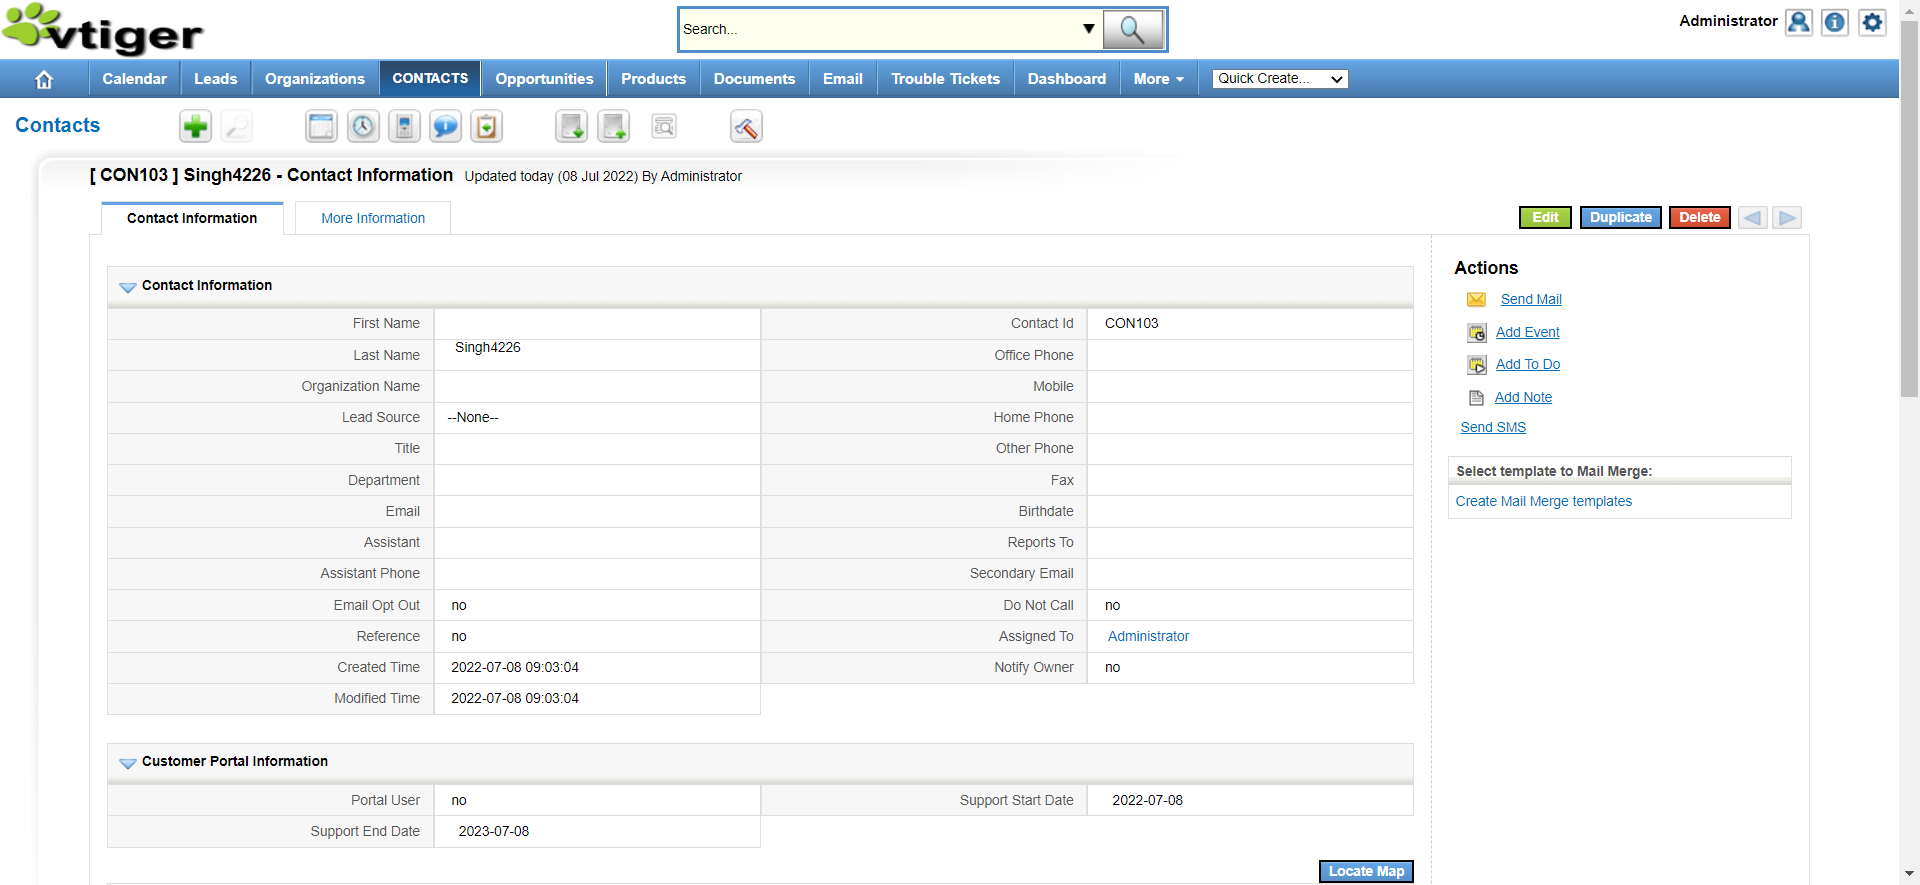 vtiger
Search...
Administrator
Calendar
Leads
Organizations
CONTACTS
Opportunities
Products
Documents
Email
Trouble Tickets
Dashboard
More
Quick Create...
Contacts
[ CON103 ] Singh4226 - Contact Information Updated today (08 Jul 2022) By Administrator
Contact Information
More Information
Edit
Duplicate
Delete
Contact Information
First Name
Contact Id CON103
Last Name Singh4226
Office Phone
Organization Name
Mobile
Lead Source --None--
Home Phone
Title
Other Phone
Department
Fax
Email
Birthdate
Assistant
Reports To
Assistant Phone
Secondary Email
Email Opt Out no
Do Not Call no
Reference no
Assigned To Administrator
Created Time 2022-07-08 09:03:04
Notify Owner no
Modified Time 2022-07-08 09:03:04
Customer Portal Information
Portal User no
Support Start Date 2022-07-08
Support End Date 2023-07-08
Locate Map
Actions
Send Mail
Add Event
Add To Do
Add Note
Send SMS
Select template to Mail Merge:
Create Mail Merge templates